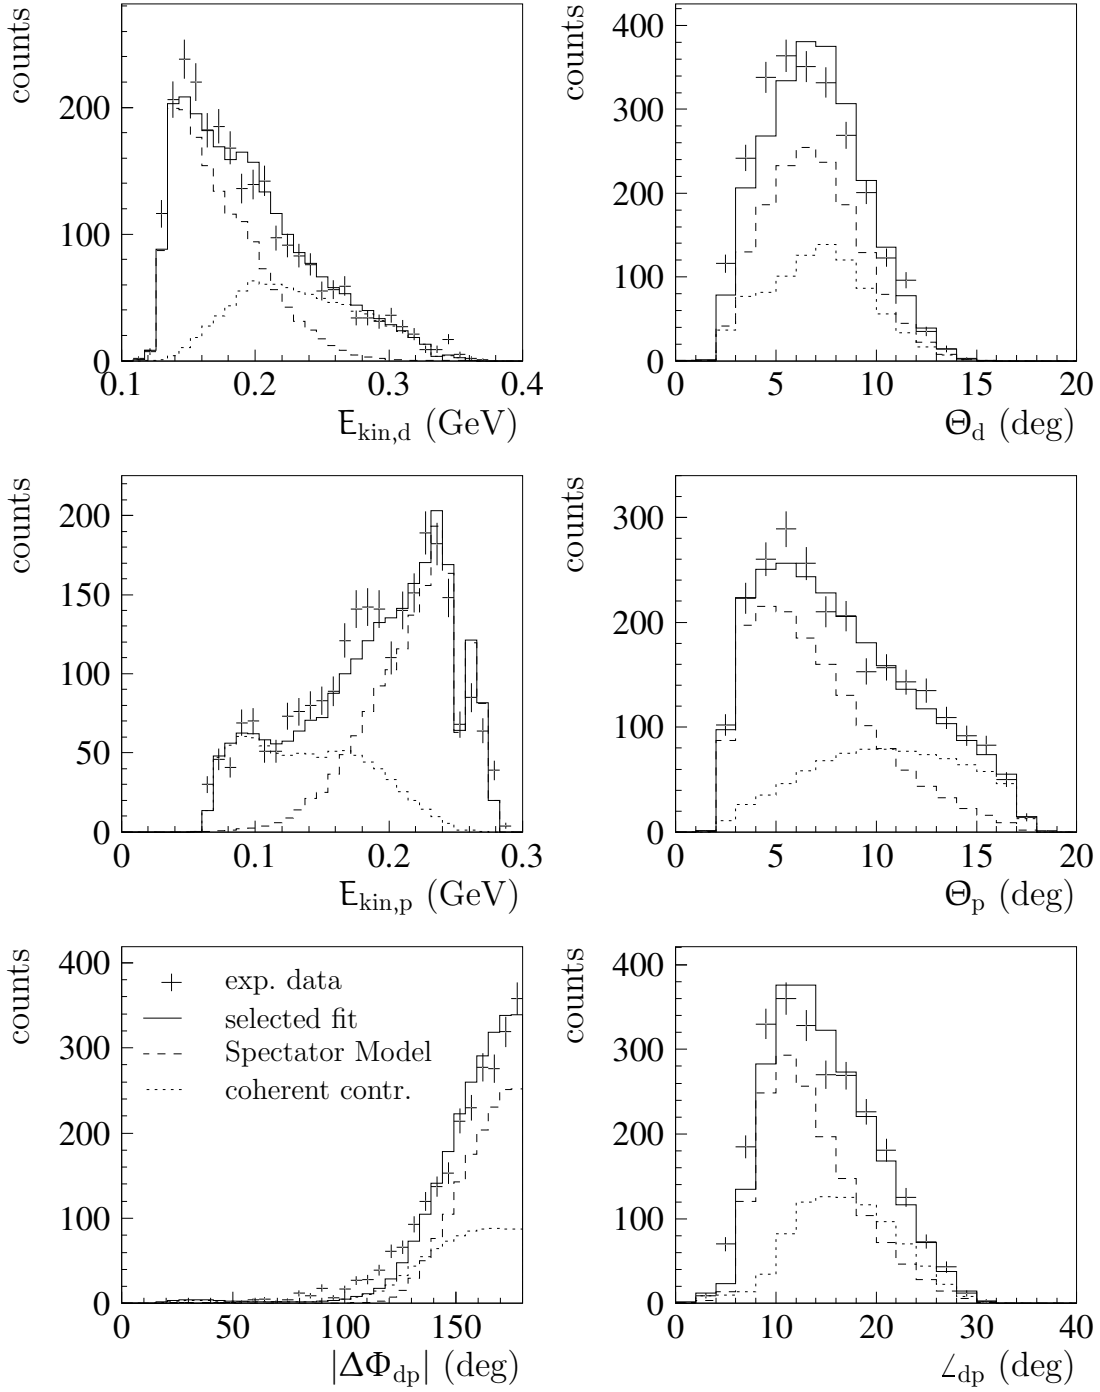 counts
200
100
0
0.1 0.2 0.3 0.4
E_kin,d (GeV)
counts
400
300
200
100
0
0 5 10 15 20
Θ_d (deg)
counts
200
150
100
50
0
0 0.1 0.2 0.3
E_kin,p (GeV)
counts
300
200
100
0
0 5 10 15 20
Θ_p (deg)
counts
400
300
200
100
0
exp. data
selected fit
Spectator Model
coherent contr.
0 50 100 150
|ΔΦ_dp| (deg)
counts
400
300
200
100
0
0 10 20 30 40
∠_dp (deg)